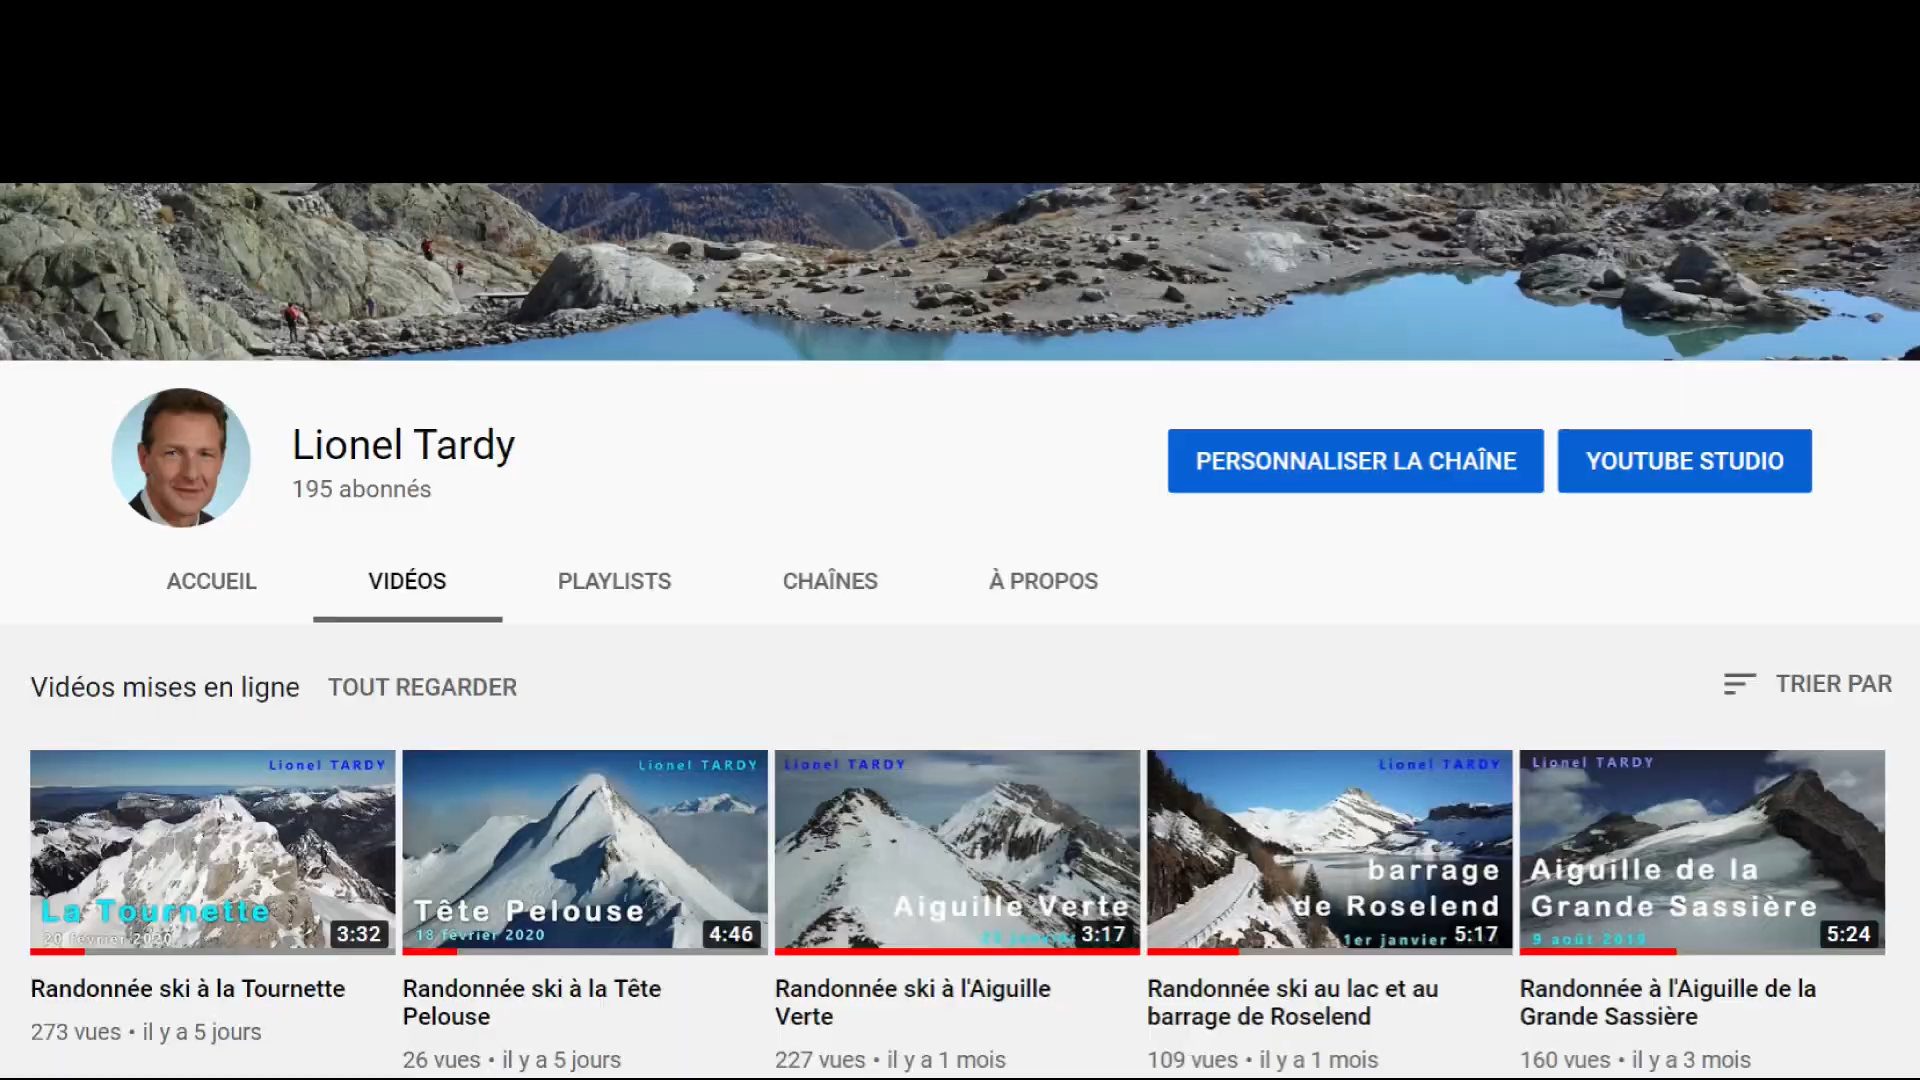 Lionel Tardy
195 abonnés
PERSONNALISER LA CHAÎNE
YOUTUBE STUDIO
ACCUEIL
VIDÉOS
PLAYLISTS
CHAÎNES
À PROPOS
Vidéos mises en ligne
TOUT REGARDER
TRIER PAR
Lionel TARDY
La Tournette
20 février 2020
3:32
Randonnée ski à la Tournette
273 vues • il y a 5 jours
Lionel TARDY
Tête Pelouse
18 février 2020
4:46
Randonnée ski à la Tête
Pelouse
26 vues • il y a 5 jours
Lionel TARDY
Aiguille Verte
3:17
Randonnée ski à l'Aiguille
Verte
227 vues • il y a 1 mois
Lionel TARDY
barrage
de Roselend
1er janvier
5:17
Randonnée ski au lac et au
barrage de Roselend
109 vues • il y a 1 mois
Lionel TARDY
Aiguille de la
Grande Sassière
9 août 2019
5:24
Randonnée à l'Aiguille de la
Grande Sassière
160 vues • il y a 3 mois